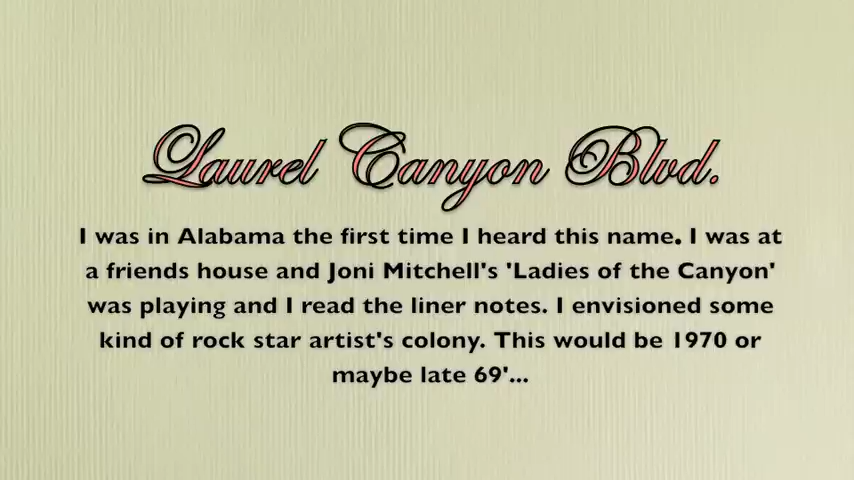 Laurel Canyon Blvd.
I was in Alabama the first time I heard this name. I was at
a friends house and Joni Mitchell's 'Ladies of the Canyon'
was playing and I read the liner notes. I envisioned some
kind of rock star artist's colony. This would be 1970 or
maybe late 69'...